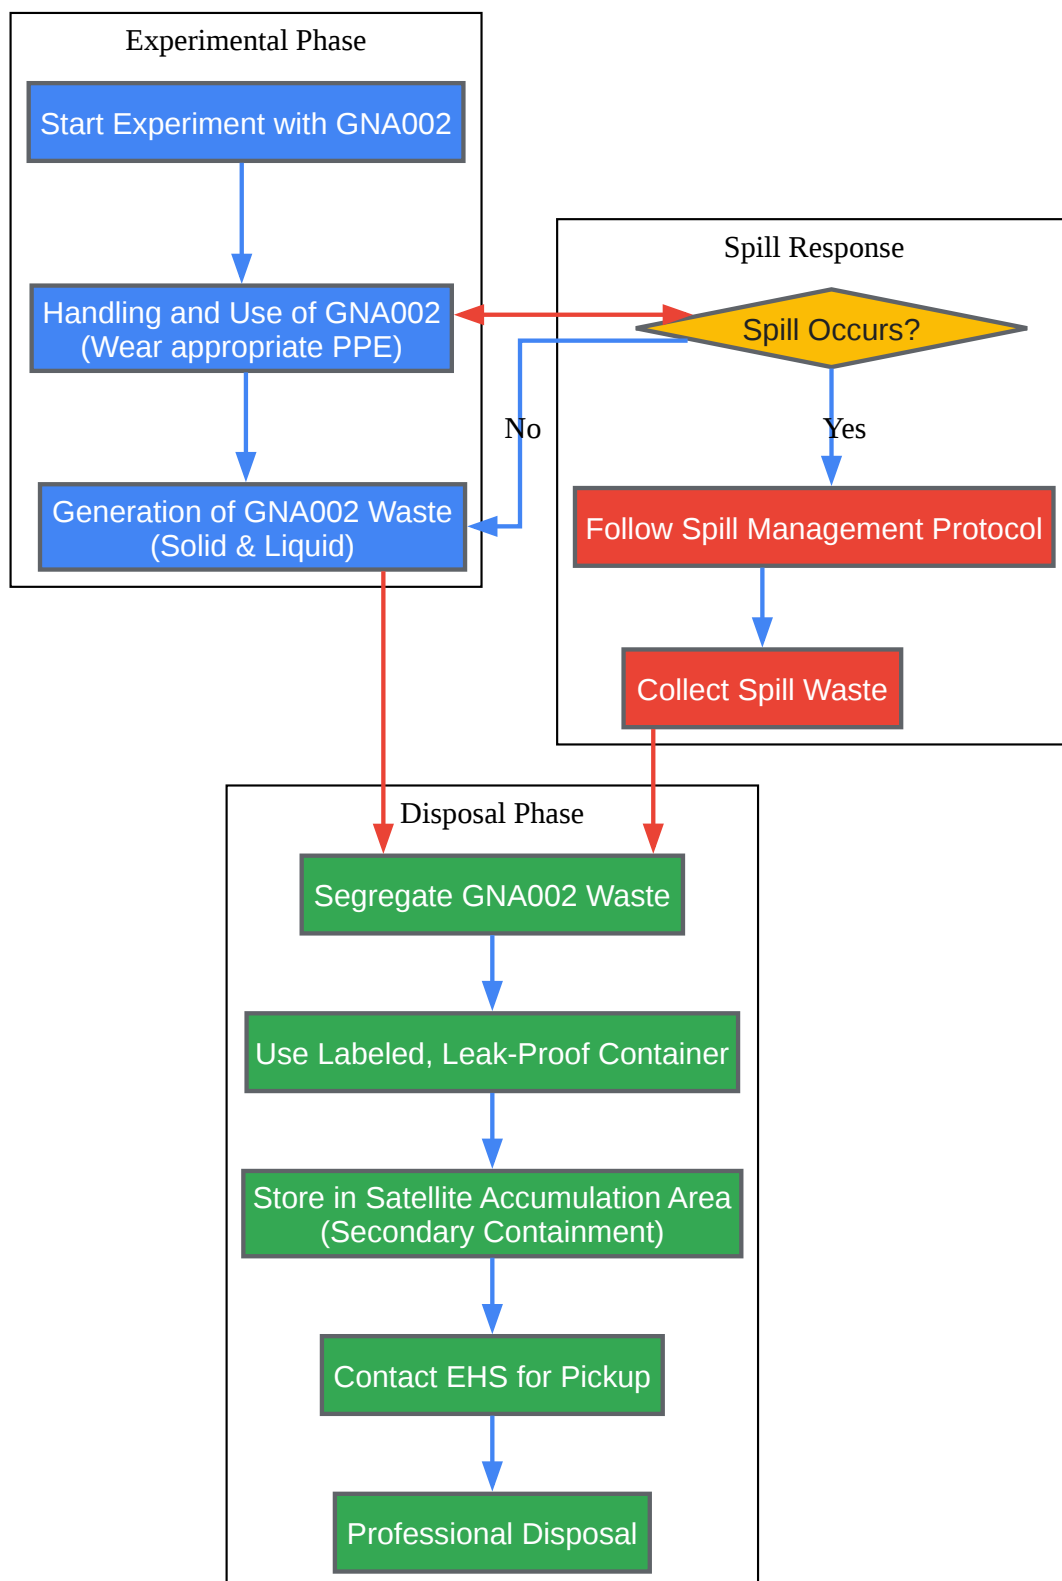 Experimental Phase
Start Experiment with GNA002
Handling and Use of GNA002
(Wear appropriate PPE)
Generation of GNA002 Waste
(Solid & Liquid)
Spill Response
Spill Occurs?
No
Yes
Follow Spill Management Protocol
Collect Spill Waste
Disposal Phase
Segregate GNA002 Waste
Use Labeled, Leak-Proof Container
Store in Satellite Accumulation Area
(Secondary Containment)
Contact EHS for Pickup
Professional Disposal